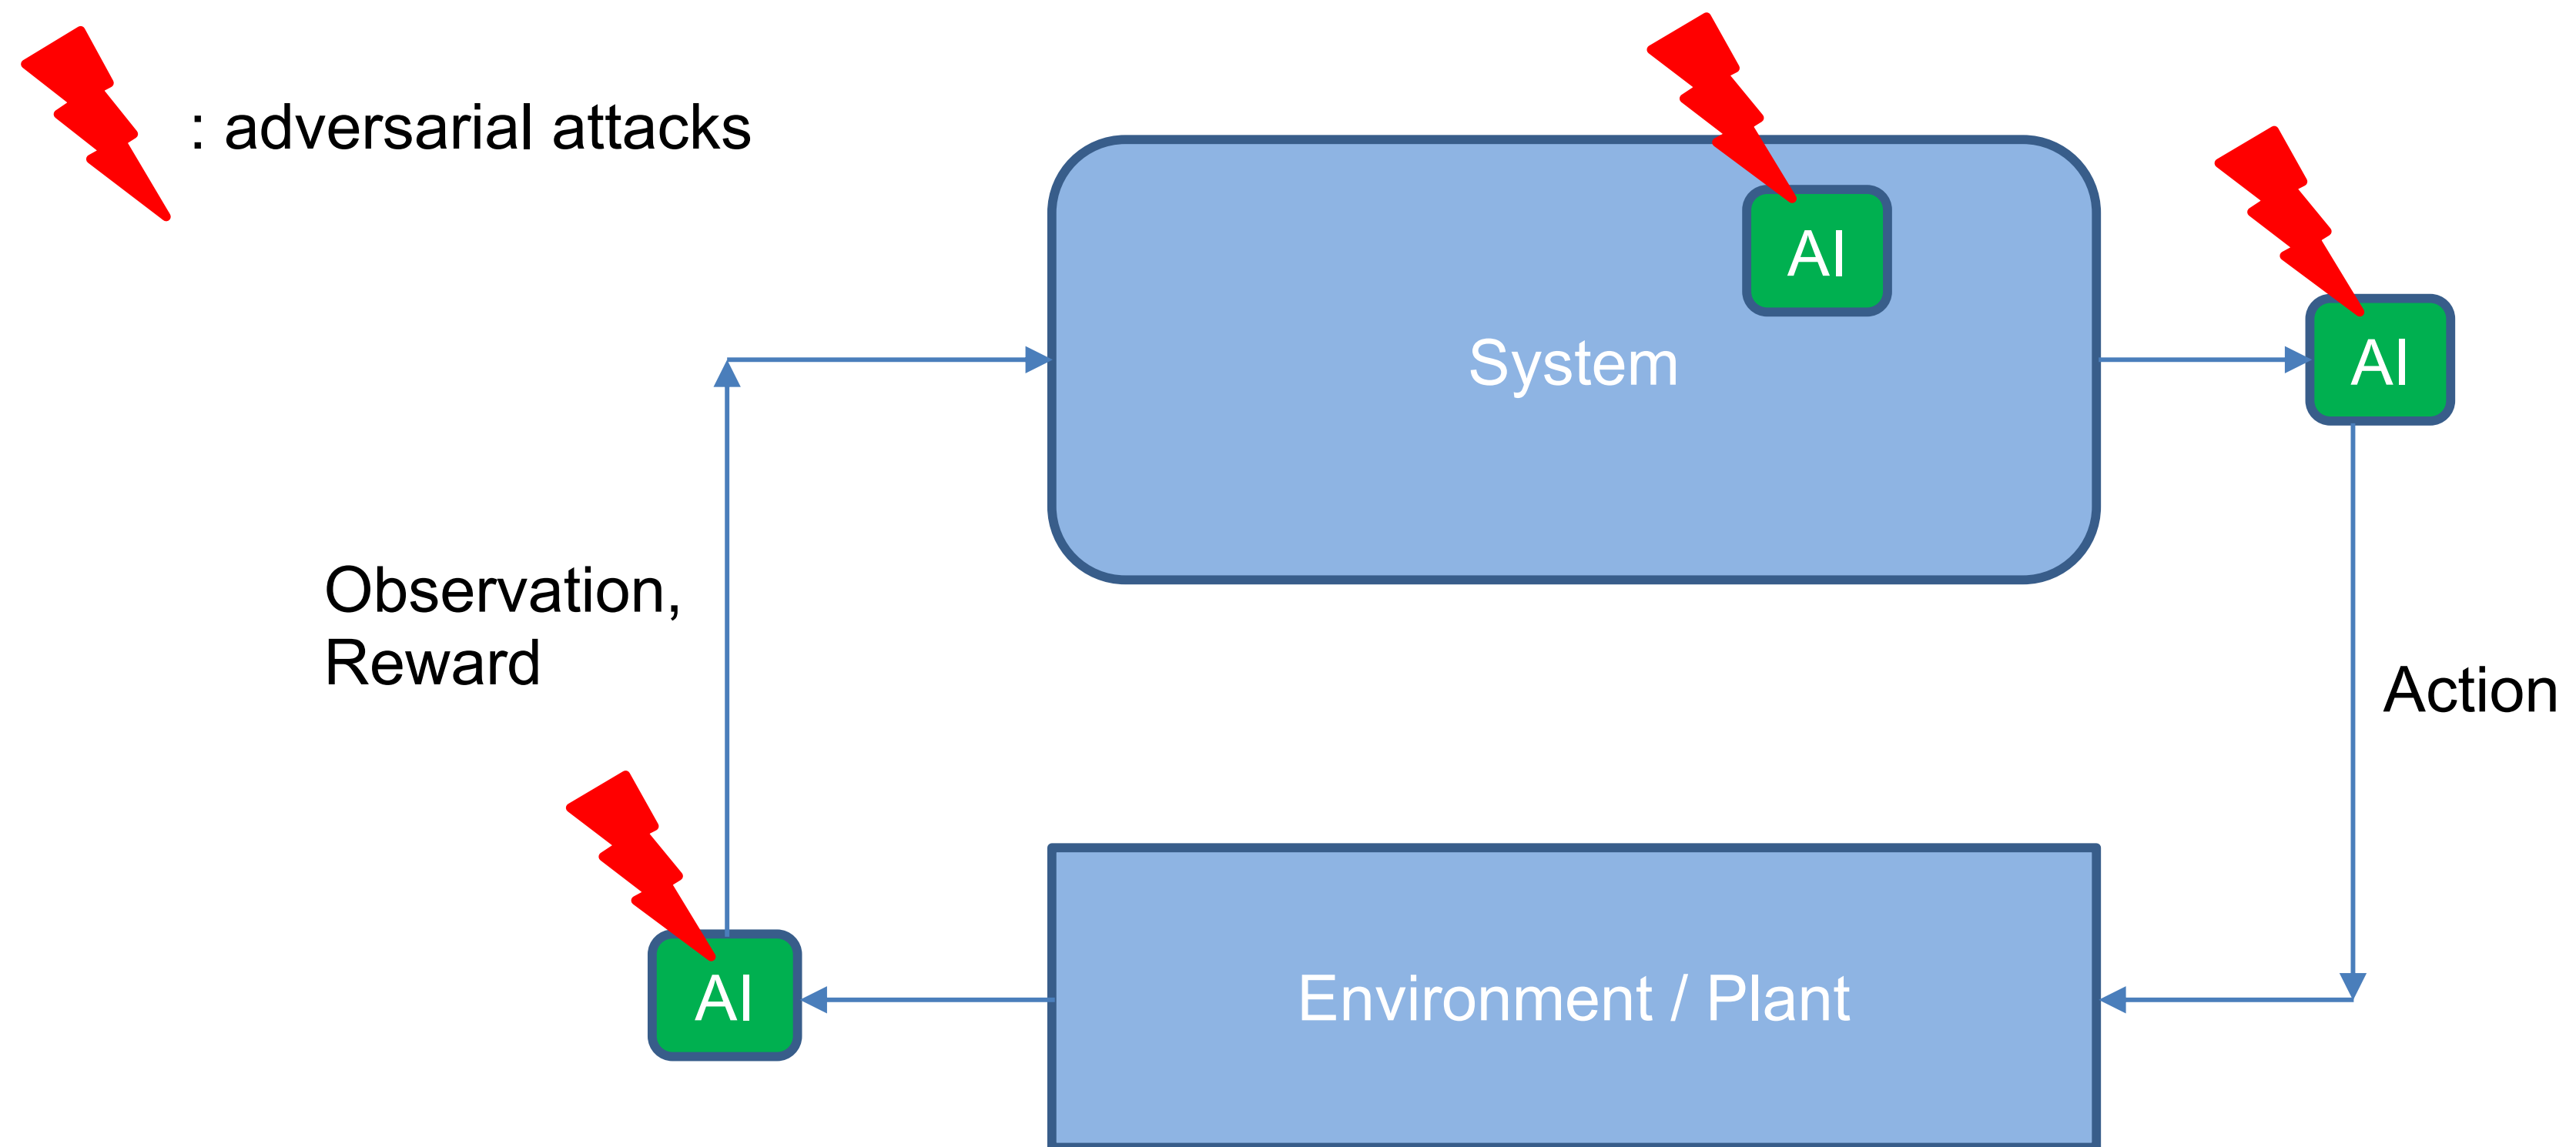 : adversarial attacks
AI
System
AI
Observation,
Reward
Action
AI
Environment / Plant